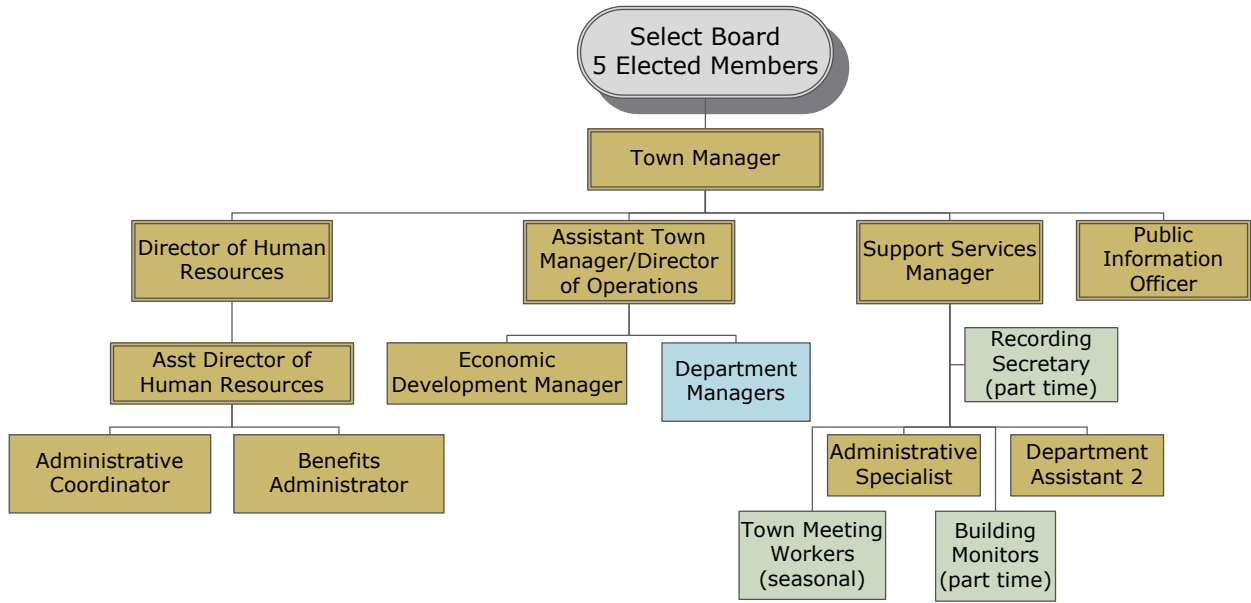 Select Board
5 Elected Members
Town Manager
Director of Human
Resources
Assistant Town
Manager/Director
of Operations
Support Services
Manager
Public
Information
Officer
Asst Director of
Human Resources
Economic
Development Manager
Department
Managers
Recording
Secretary
(part time)
Administrative
Coordinator
Benefits
Administrator
Administrative
Specialist
Department
Assistant 2
Town Meeting
Workers
(seasonal)
Building
Monitors
(part time)